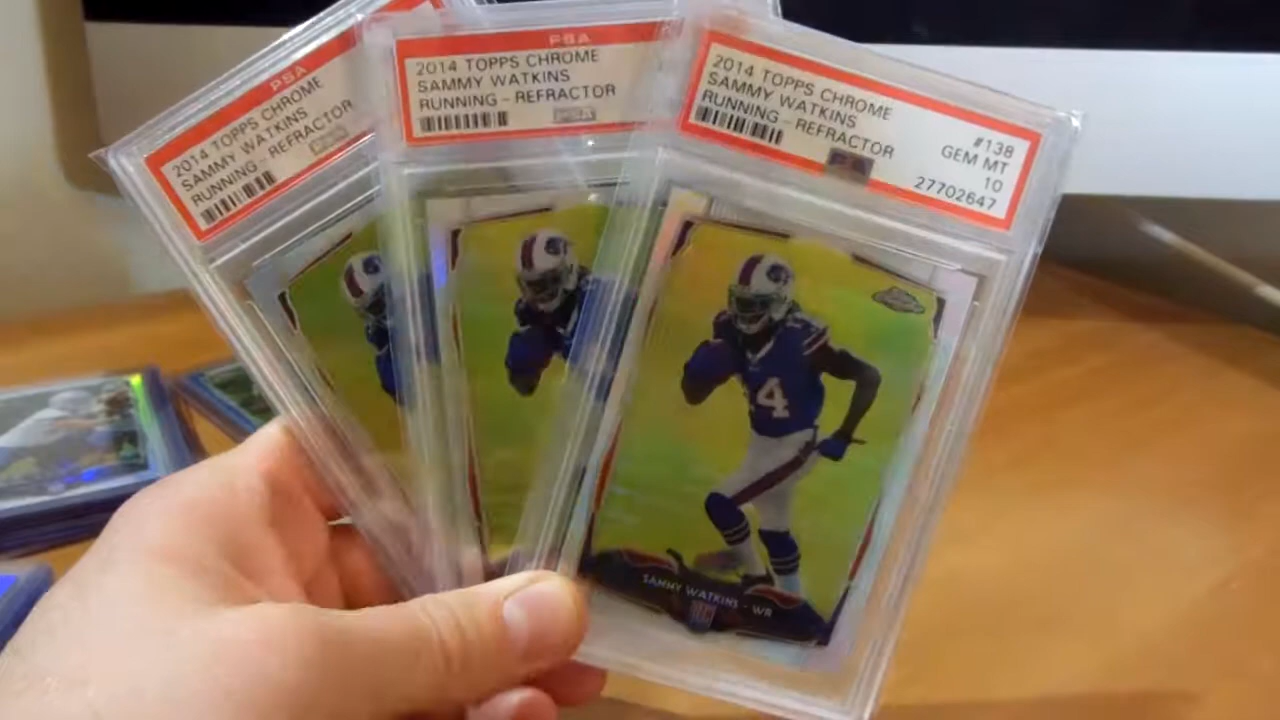 PSA
2014 TOPPS CHROME
SAMMY WATKINS
RUNNING - REFRACTOR
PSA
2014 TOPPS CHROME
SAMMY WATKINS
RUNNING - REFRACTOR
2014 TOPPS CHROME
SAMMY WATKINS
RUNNING - REFRACTOR
#138
GEM MT
10
27702647
14
SAMMY WATKINS - WR